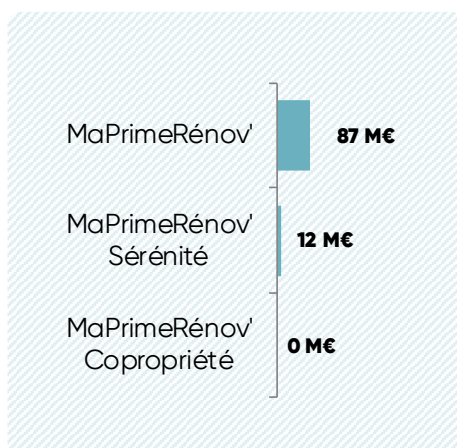 MaPrimeRénov'
87 M€
MaPrimeRénov'
Sérénité
12 M€
MaPrimeRénov'
Copropriété
0 M€